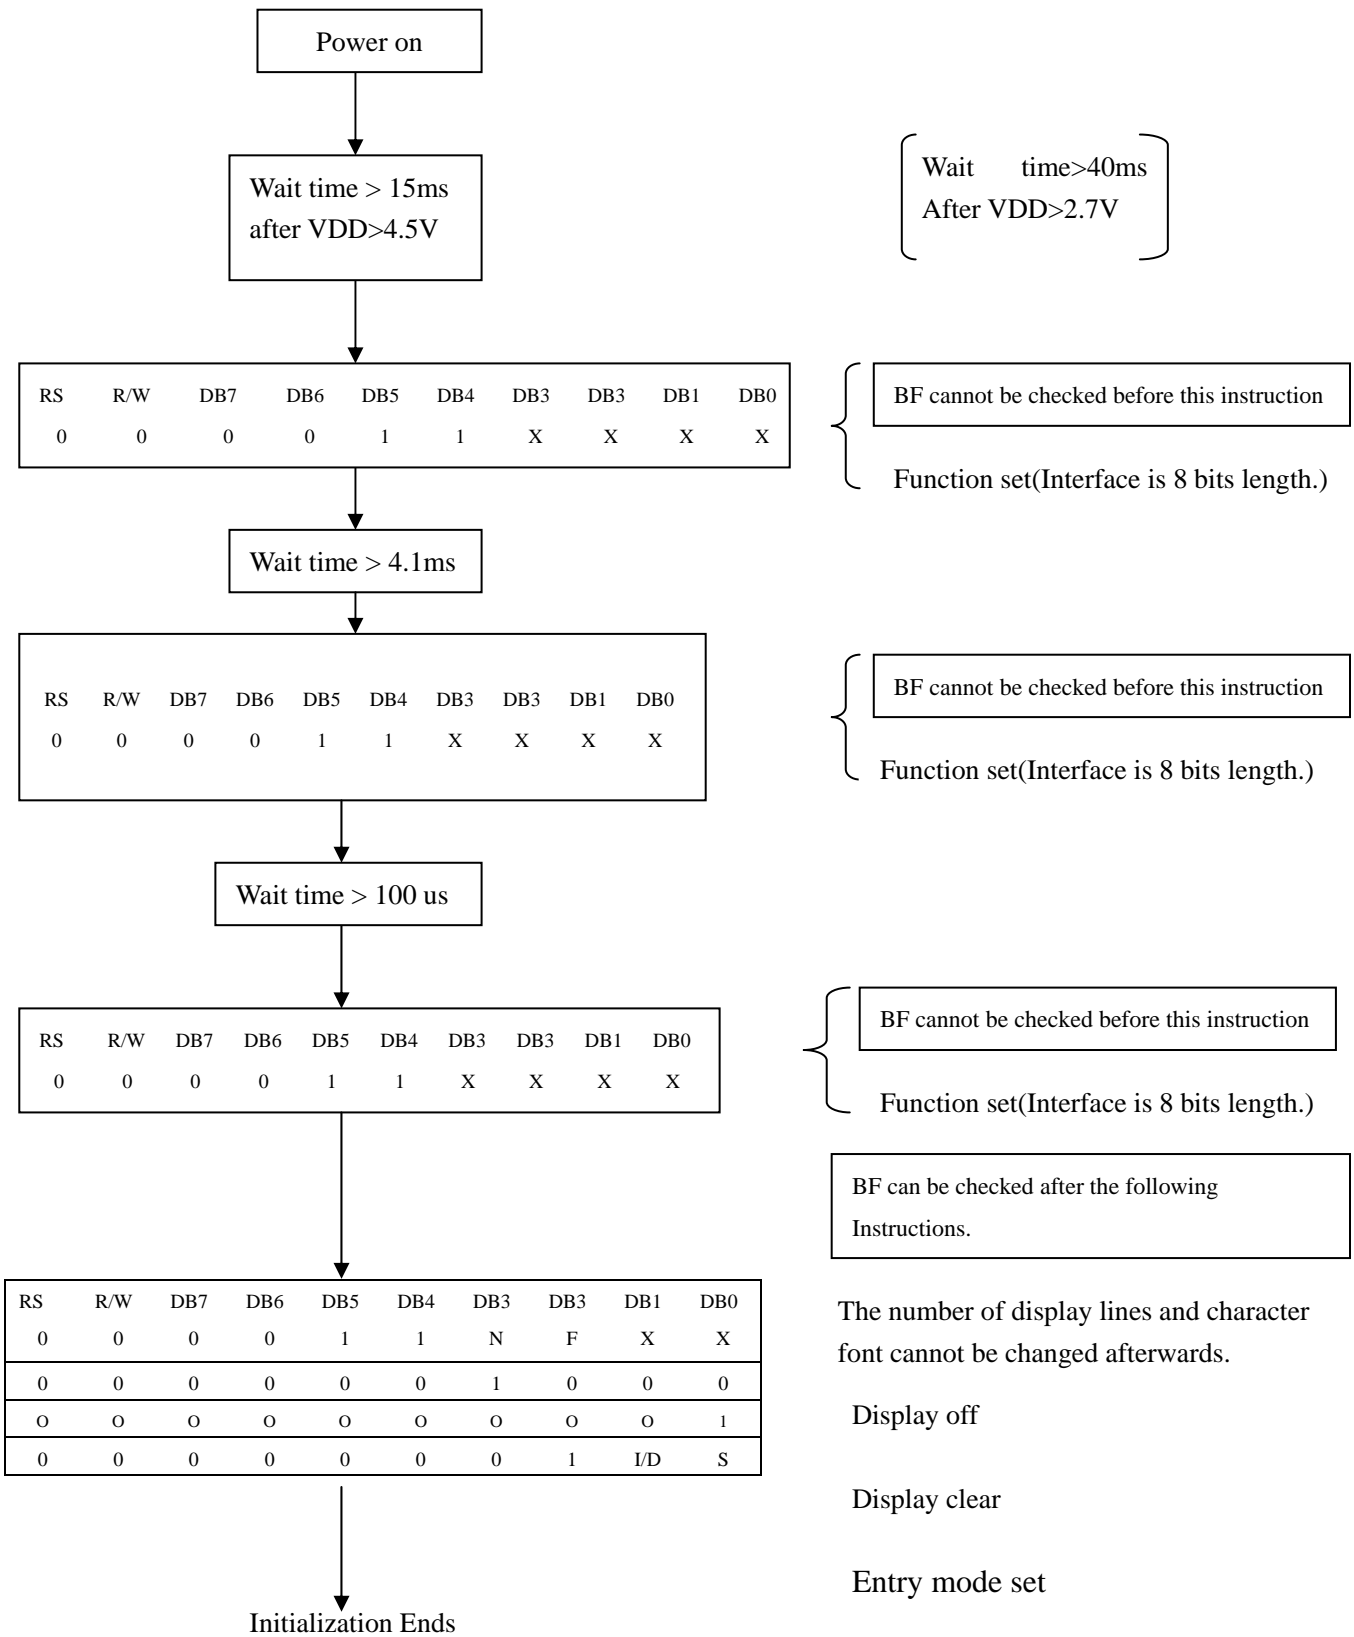 Power on
Wait time > 15ms
after VDD>4.5V
Wait time>40ms
After VDD>2.7V
RS R/W DB7 DB6 DB5 DB4 DB3 DB3 DB1 DB0
0 0 0 0 1 1 X X X X
BF cannot be checked before this instruction
Function set(Interface is 8 bits length.)
Wait time > 4.1ms
RS R/W DB7 DB6 DB5 DB4 DB3 DB3 DB1 DB0
0 0 0 0 1 1 X X X X
BF cannot be checked before this instruction
Function set(Interface is 8 bits length.)
Wait time > 100 us
RS R/W DB7 DB6 DB5 DB4 DB3 DB3 DB1 DB0
0 0 0 0 1 1 X X X X
BF cannot be checked before this instruction
Function set(Interface is 8 bits length.)
BF can be checked after the following
Instructions.
RS R/W DB7 DB6 DB5 DB4 DB3 DB3 DB1 DB0
0 0 0 0 1 1 N F X X
0 0 0 0 0 0 1 0 0 0
O O O O O O O O O 1
0 0 0 0 0 0 0 1 I/D S
The number of display lines and character
font cannot be changed afterwards.
Display off
Display clear
Entry mode set
Initialization Ends